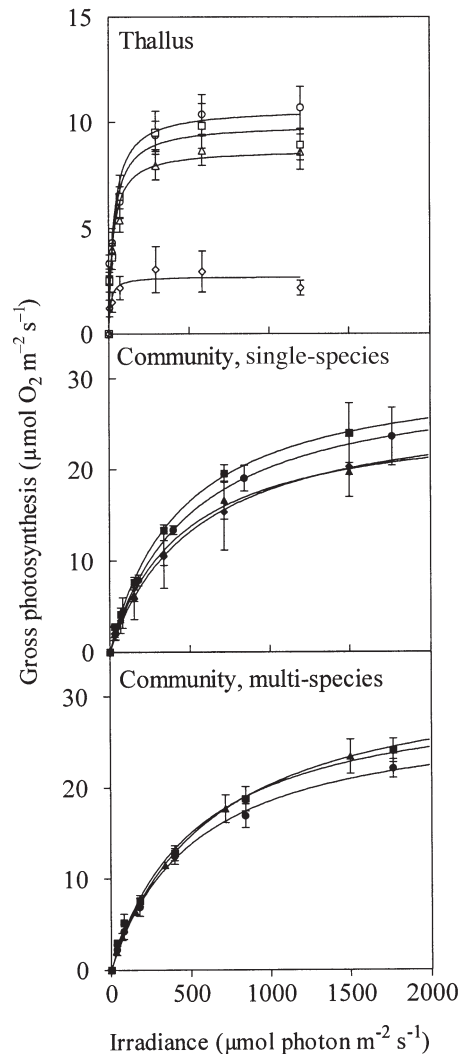 15
Thallus
10
5
0
Community, single-species
30
20
10
0
Community, multi-species
30
20
10
0
0 500 1000 1500 2000
Gross photosynthesis (μmol O₂ m⁻² s⁻¹)
Irradiance (μmol photon m⁻² s⁻¹)